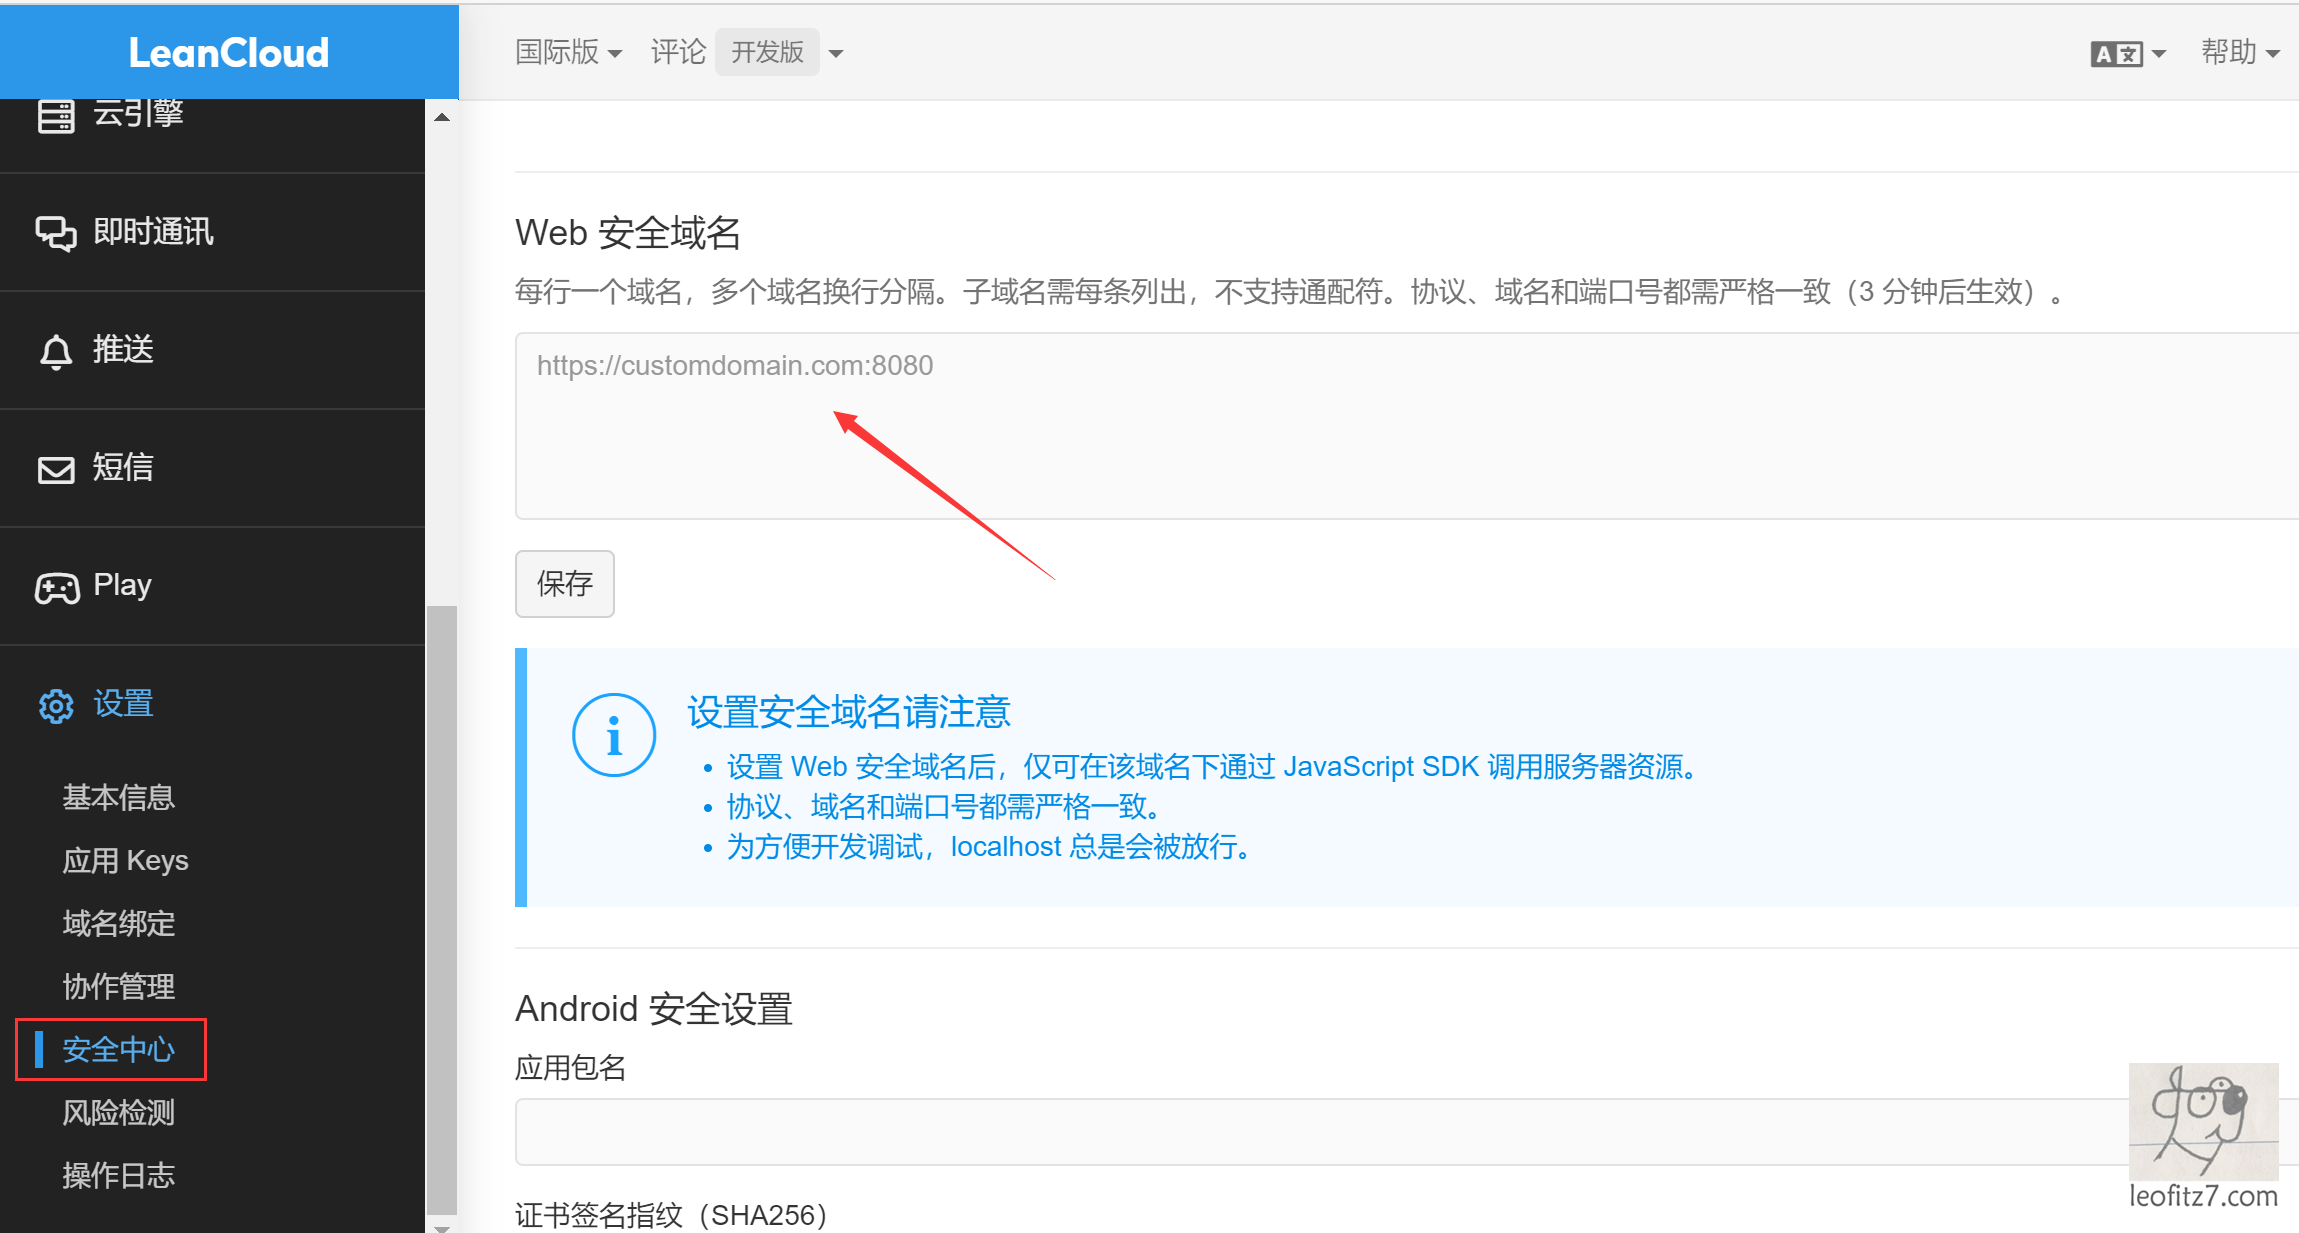 LeanCloud
国际版
评论
开发版
A文
帮助
云引擎
即时通讯
推送
短信
Play
设置
基本信息
应用 Keys
域名绑定
协作管理
安全中心
风险检测
操作日志
Web 安全域名
每行一个域名，多个域名换行分隔。子域名需每条列出，不支持通配符。协议、域名和端口号都需严格一致（3 分钟后生效）。
https://customdomain.com:8080
保存
i
设置安全域名请注意
• 设置 Web 安全域名后，仅可在该域名下通过 JavaScript SDK 调用服务器资源。
• 协议、域名和端口号都需严格一致。
• 为方便开发调试，localhost 总是会被放行。
Android 安全设置
应用包名
证书签名指纹（SHA256）
dog
leofitz7.com